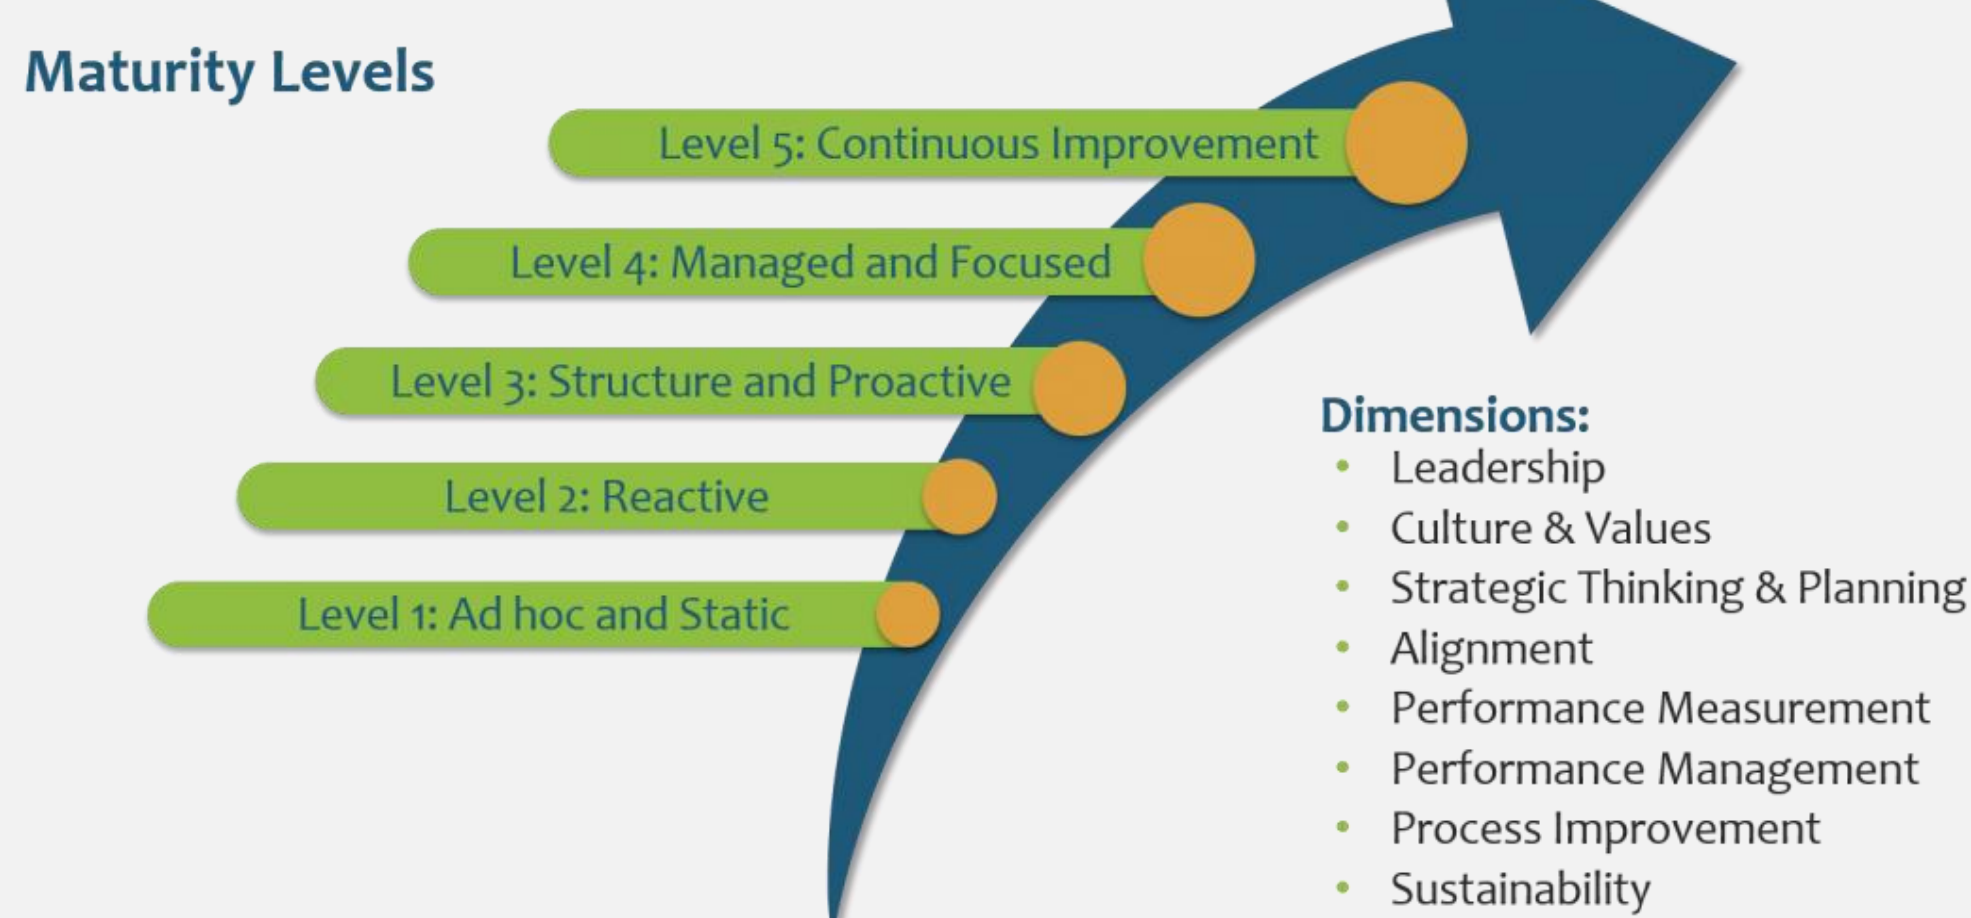 Maturity Levels
Level 5: Continuous Improvement
Level 4: Managed and Focused
Level 3: Structure and Proactive
Level 2: Reactive
Level 1: Ad hoc and Static
Dimensions:
• Leadership
• Culture & Values
• Strategic Thinking & Planning
• Alignment
• Performance Measurement
• Performance Management
• Process Improvement
• Sustainability